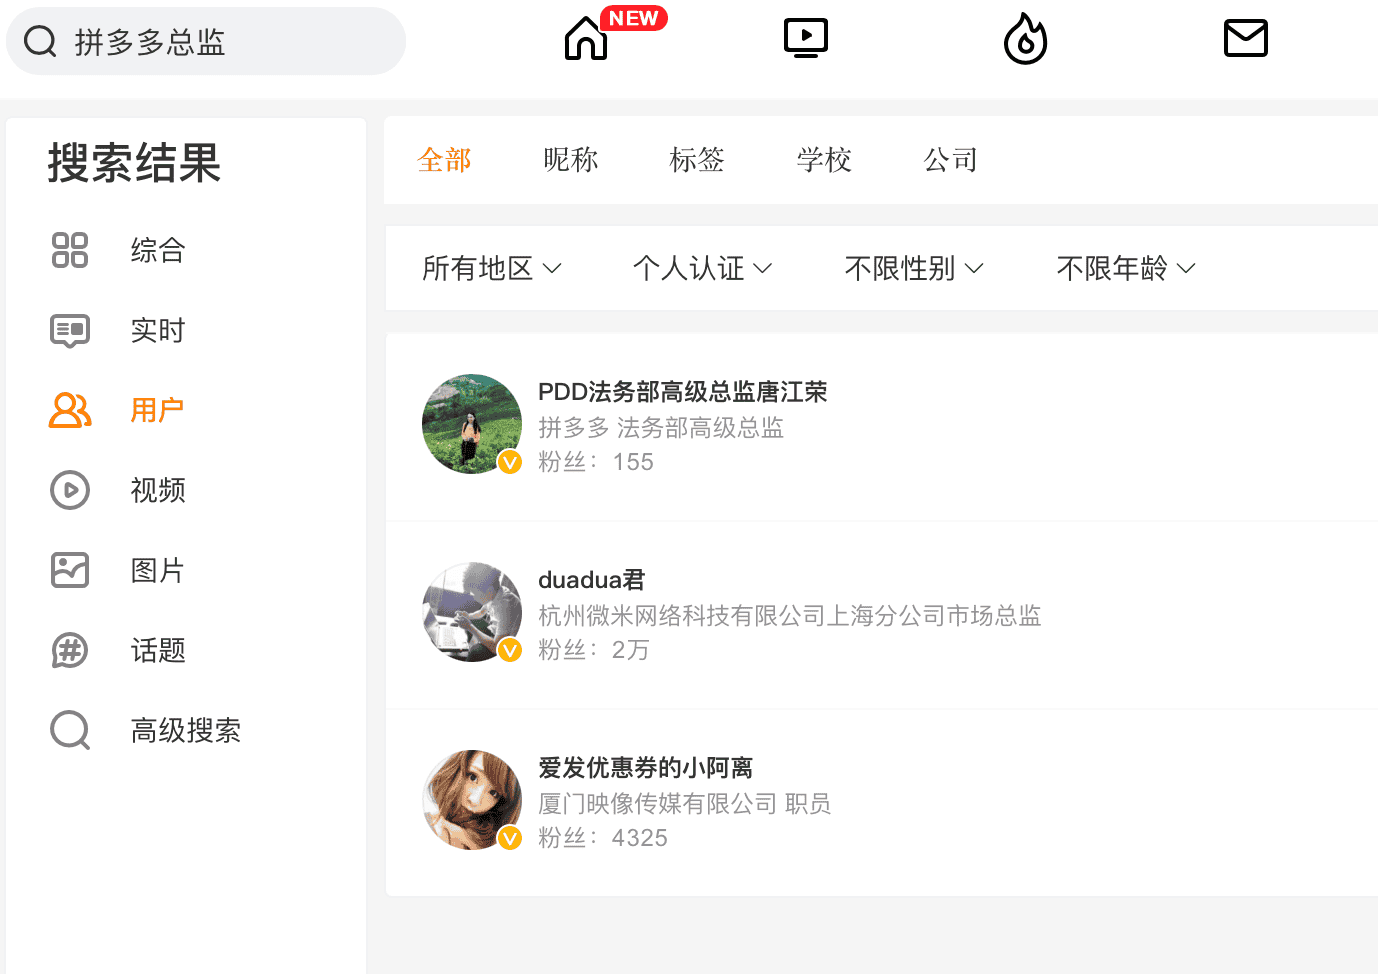 拼多多总监
NEW
搜索结果
综合
实时
用户
视频
图片
话题
高级搜索
全部 昵称 标签 学校 公司
所有地区 个人认证 不限性别 不限年龄
PDD法务部高级总监唐江荣
拼多多 法务部高级总监
粉丝：155
duadua君
杭州微米网络科技有限公司上海分公司市场总监
粉丝：2万
爱发优惠券的小阿离
厦门映像传媒有限公司 职员
粉丝：4325